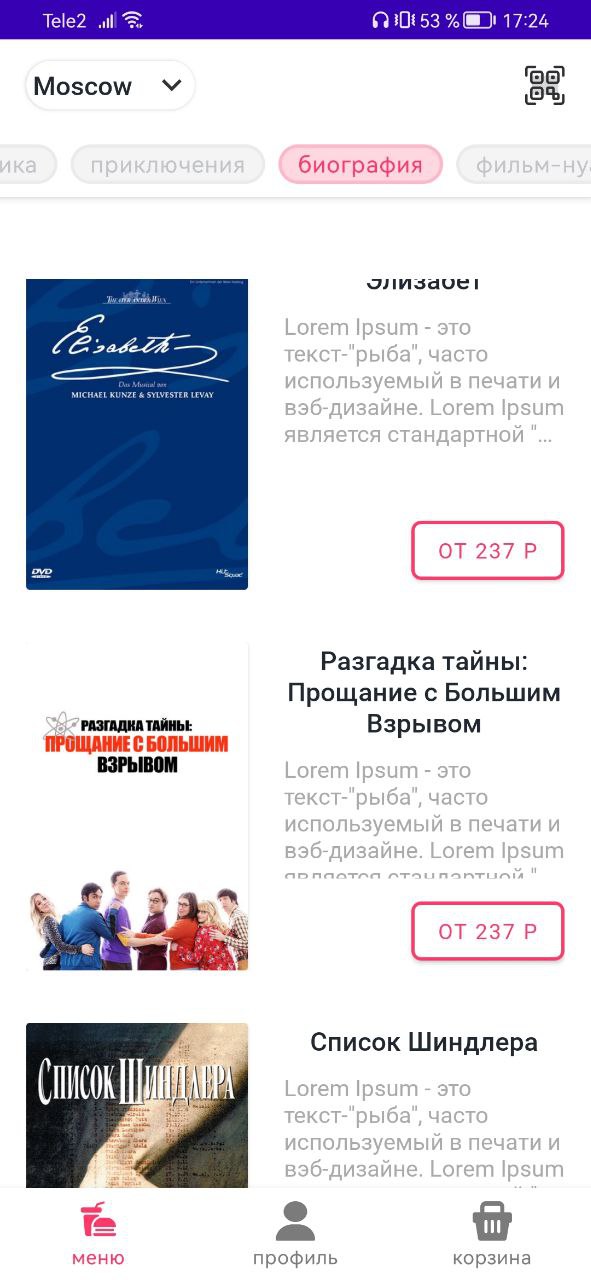 Tele2 53 % 17:24
Moscow
ика приключения биография фильм-ну
Элизабет
THEATER AN DER WIEN
Elisabeth
Das Musical von
MICHAEL KUNZE & SYLVESTER LEVAY
DVD
Lorem Ipsum - это
текст-"рыба", часто
используемый в печати и
вэб-дизайне. Lorem Ipsum
является стандартной "...
ОТ 237 Р
РАЗГАДКА ТАЙНЫ:
ПРОЩАНИЕ С БОЛЬШИМ
ВЗРЫВОМ
Разгадка тайны:
Прощание с Большим
Взрывом
Lorem Ipsum - это
текст-"рыба", часто
используемый в печати и
вэб-дизайне. Lorem Ipsum
является стандартной "
ОТ 237 Р
СПИСОК ШИНДЛЕРА
Список Шиндлера
Lorem Ipsum - это
текст-"рыба", часто
используемый в печати и
вэб-дизайне. Lorem Ipsum
меню профиль корзина